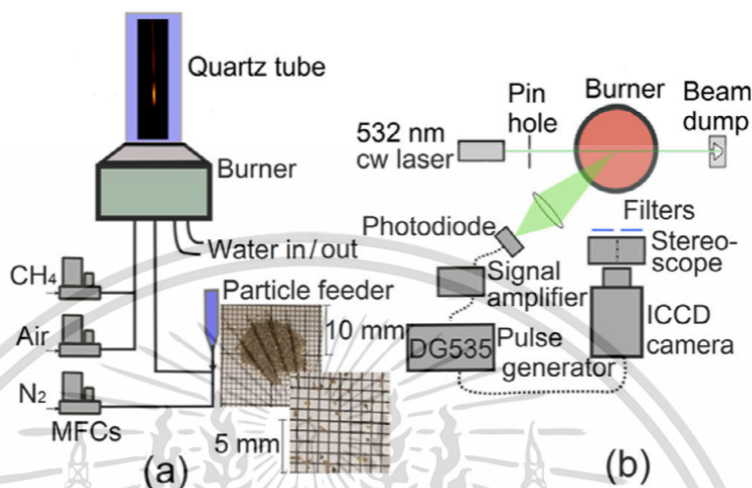 Quartz tube
Burner
Water in/out
CH4
Air
N2
MFCs
Particle feeder
10 mm
5 mm
(a)
532 nm
cw laser
Pin
hole
Burner
Beam
dump
Photodiode
Filters
Stereo-
scope
Signal
amplifier
ICCD
camera
DG535
Pulse
generator
(b)